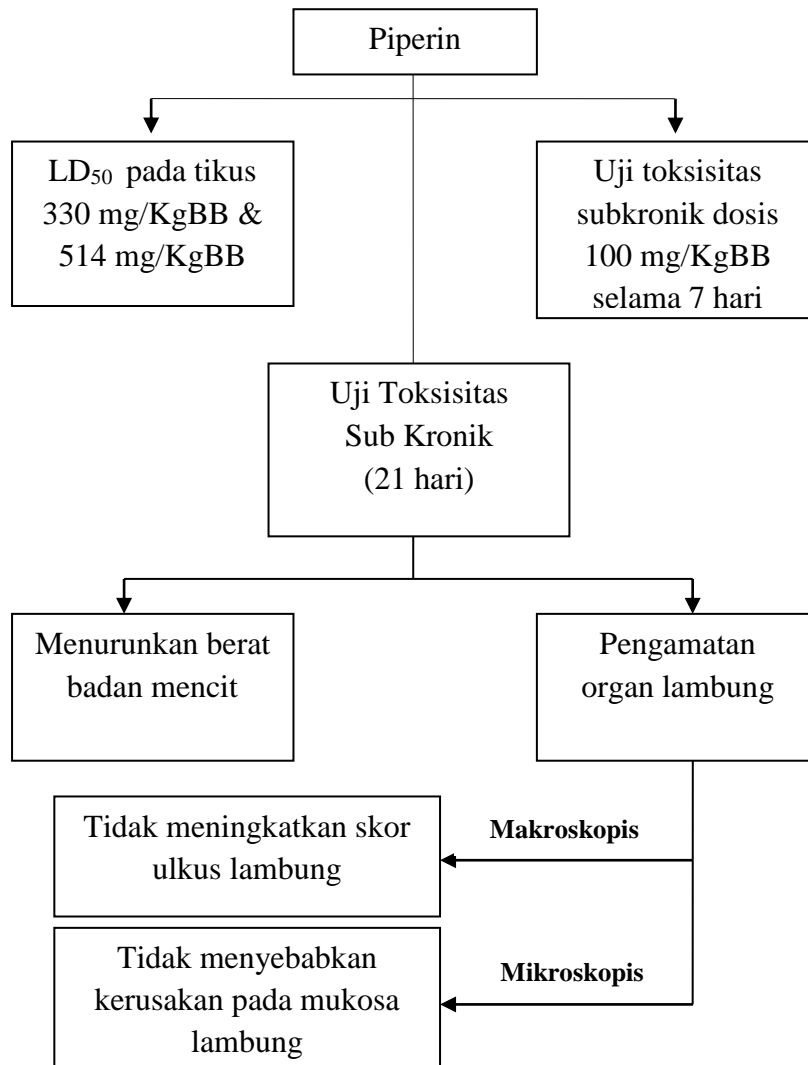 Piperin
LD₅₀ pada tikus
330 mg/KgBB &
514 mg/KgBB
Uji toksisitas
subkronik dosis
100 mg/KgBB
selama 7 hari
Uji Toksisitas
Sub Kronik
(21 hari)
Menurunkan berat
badan mencit
Pengamatan
organ lambung
Tidak meningkatkan skor
ulkus lambung
Makroskopis
Tidak menyebabkan
kerusakan pada mukosa
lambung
Mikroskopis